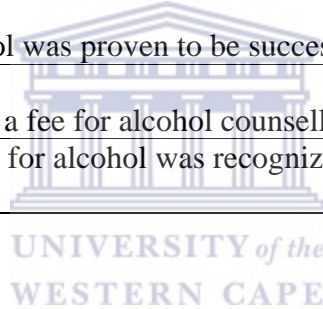 ol was proven to be succes
a fee for alcohol counsell
for alcohol was recogniz
UNIVERSITY of the
WESTERN CAPE